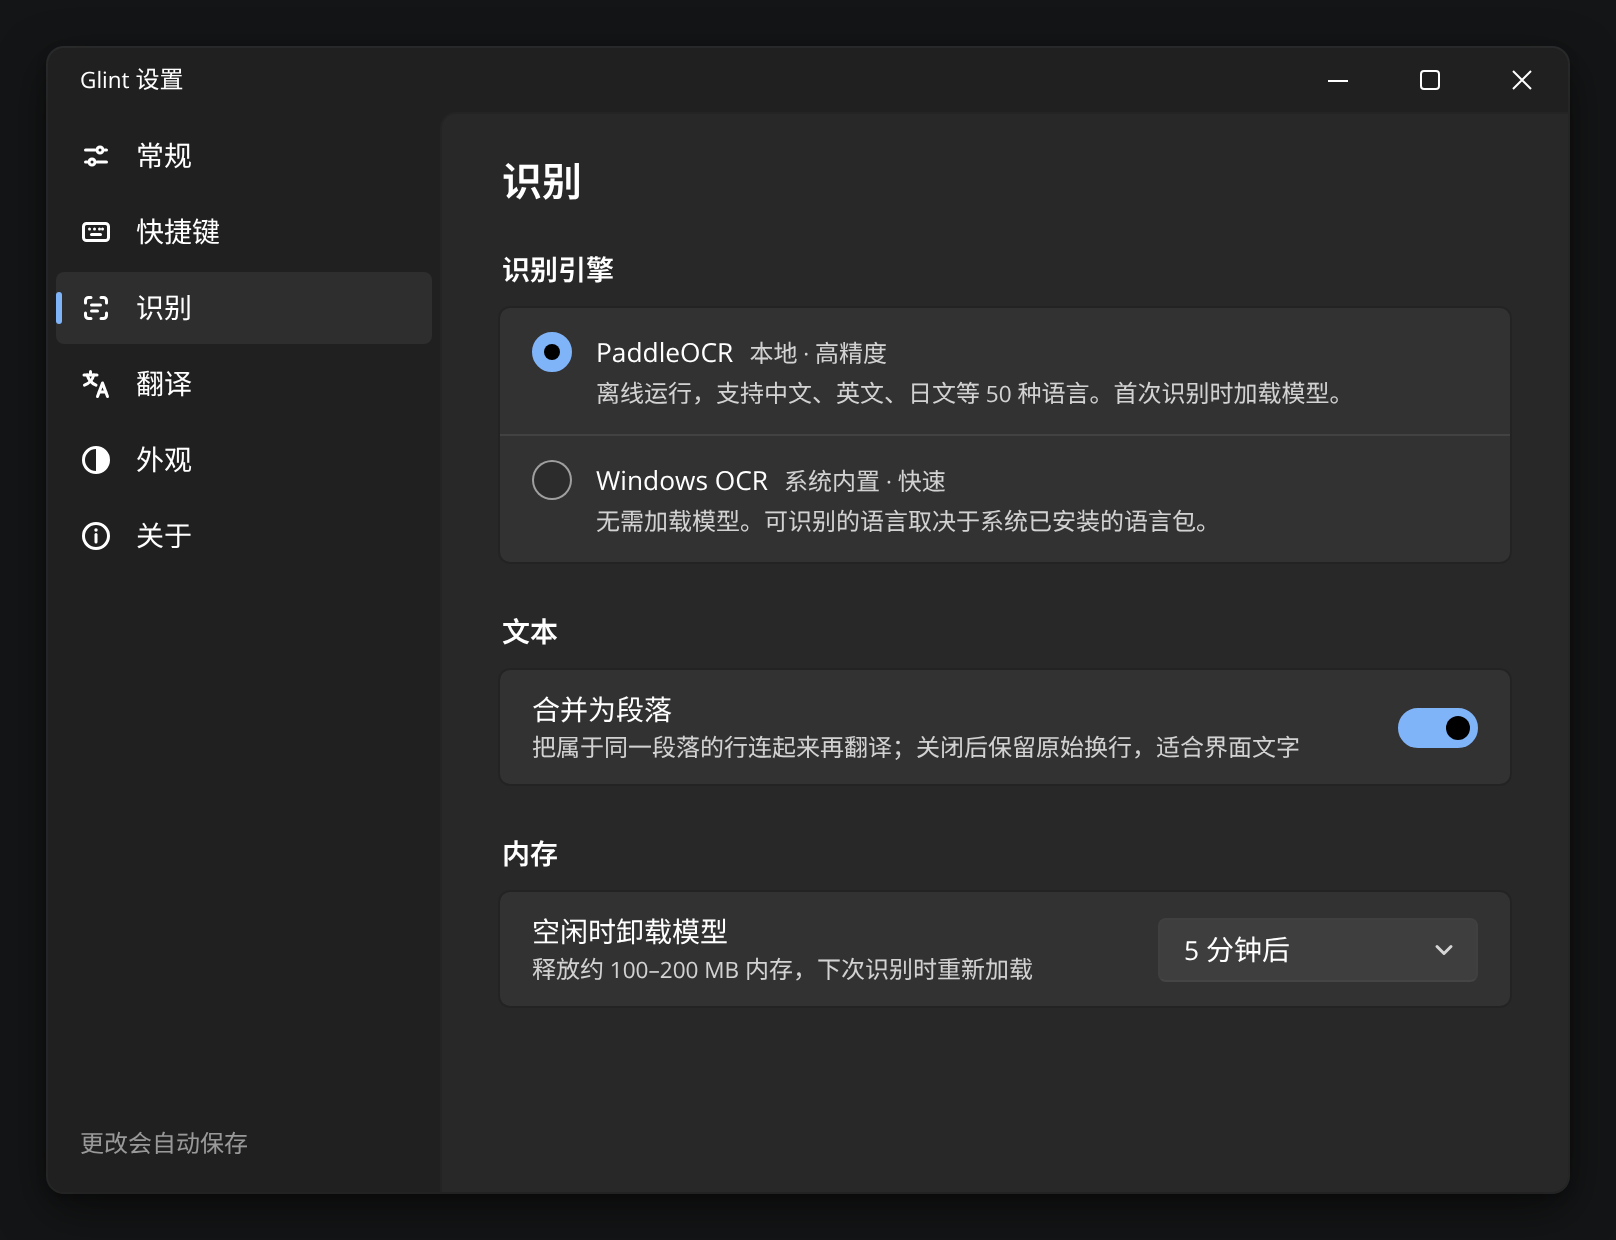 Glint 设置
常规
快捷键
识别
翻译
外观
关于
更改会自动保存
识别
识别引擎
PaddleOCR 本地 · 高精度
离线运行，支持中文、英文、日文等 50 种语言。首次识别时加载模型。
Windows OCR 系统内置 · 快速
无需加载模型。可识别的语言取决于系统已安装的语言包。
文本
合并为段落
把属于同一段落的行连起来再翻译；关闭后保留原始换行，适合界面文字
内存
空闲时卸载模型
释放约 100–200 MB 内存，下次识别时重新加载
5 分钟后